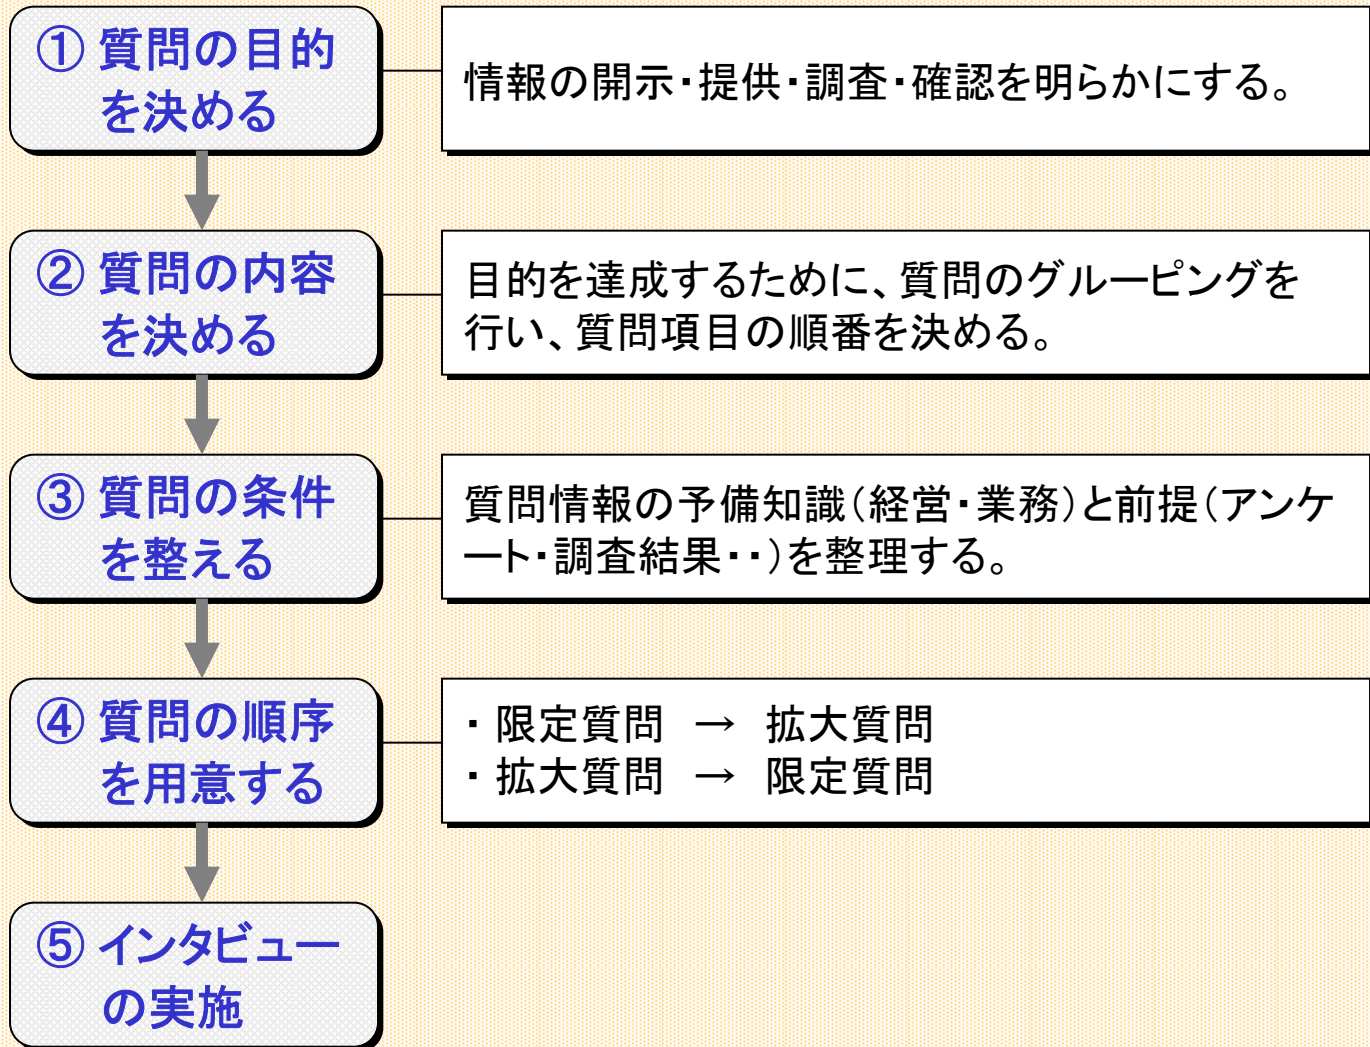 ① 質問の目的
を決める
情報の開示・提供・調査・確認を明らかにする。
② 質問の内容
を決める
目的を達成するために、質問のグルーピングを
行い、質問項目の順番を決める。
③ 質問の条件
を整える
質問情報の予備知識（経営・業務）と前提（アンケ
ート・調査結果・・）を整理する。
④ 質問の順序
を用意する
・ 限定質問 → 拡大質問
・ 拡大質問 → 限定質問
⑤ インタビュー
の実施